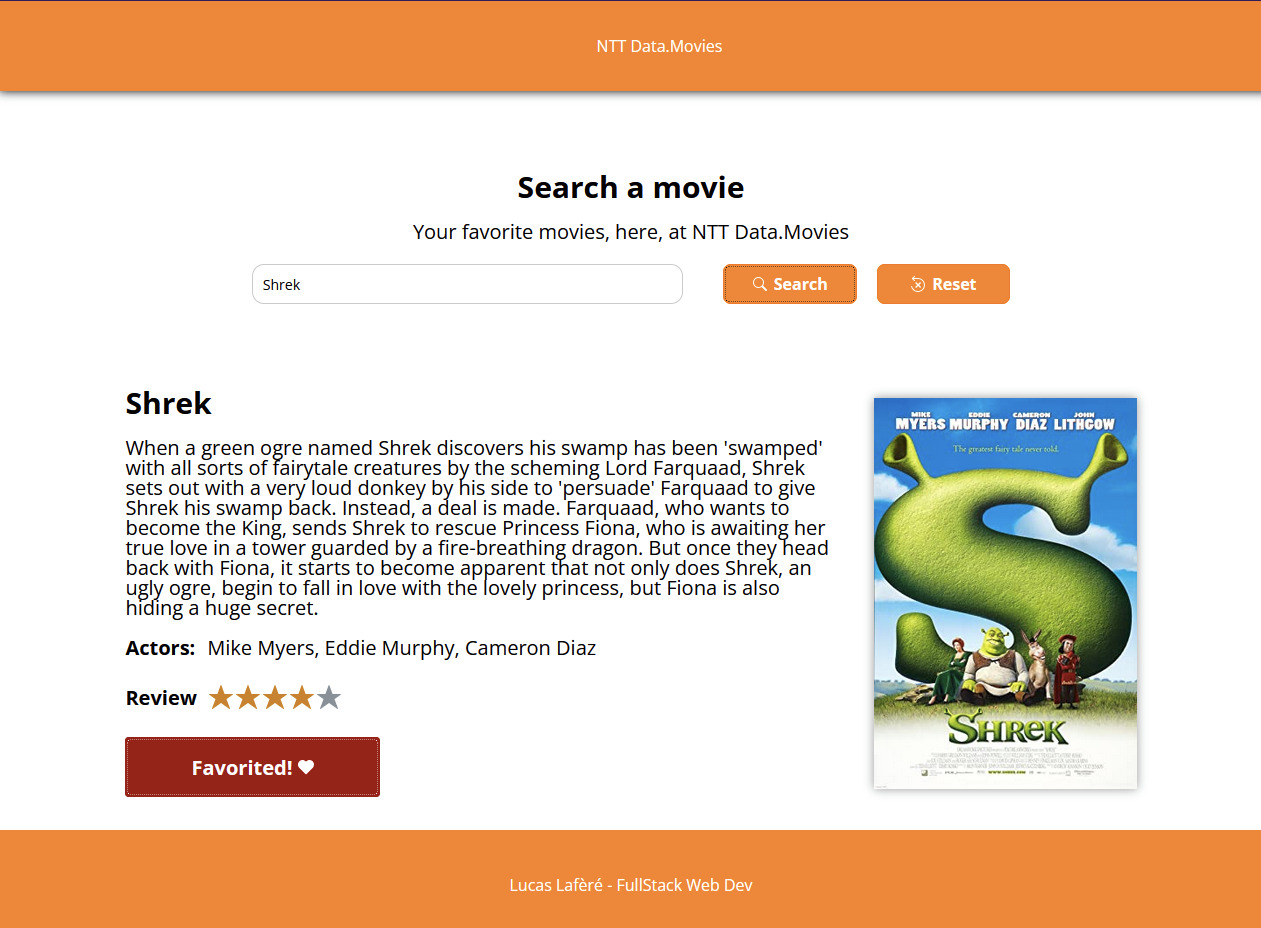 NTT Data.Movies
Search a movie
Your favorite movies, here, at NTT Data.Movies
Shrek
Search
Reset
Shrek
When a green ogre named Shrek discovers his swamp has been 'swamped'
with all sorts of fairytale creatures by the scheming Lord Farquaad, Shrek
sets out with a very loud donkey by his side to 'persuade' Farquaad to give
Shrek his swamp back. Instead, a deal is made. Farquaad, who wants to
become the King, sends Shrek to rescue Princess Fiona, who is awaiting her
true love in a tower guarded by a fire-breathing dragon. But once they head
back with Fiona, it starts to become apparent that not only does Shrek, an
ugly ogre, begin to fall in love with the lovely princess, but Fiona is also
hiding a huge secret.
Actors: Mike Myers, Eddie Murphy, Cameron Diaz
Review
Favorited!
MIKE EDDIE CAMERON JOHN
MYERS MURPHY DIAZ LITHGOW
The greatest fairy tale never told.
SHREK
WWW.SHREK.COM
Lucas Lafèré - FullStack Web Dev